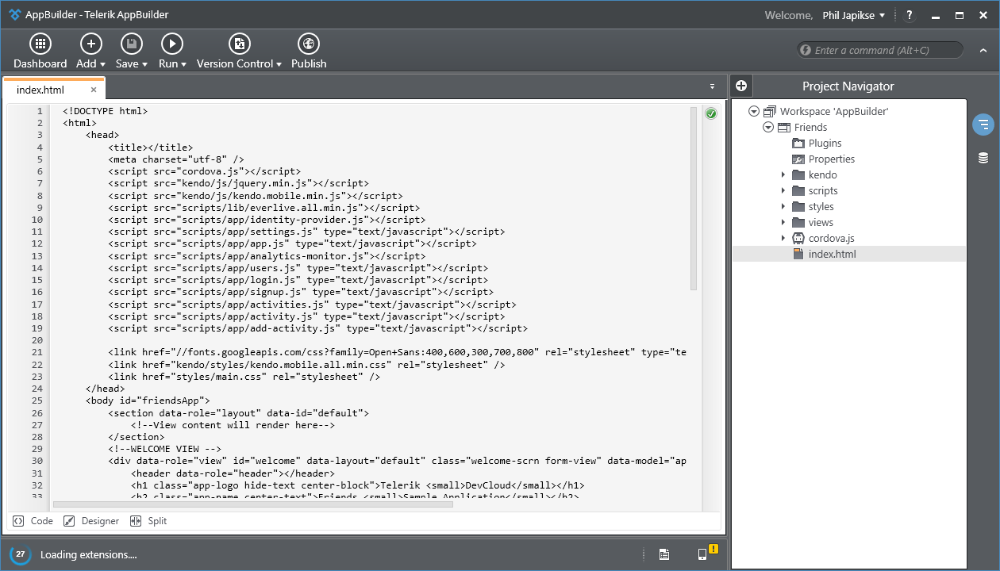 AppBuilder - Telerik AppBuilder
Welcome, Phil Japikse ?
Dashboard Add Save Run Version Control Publish
Enter a command (Alt+C)
index.html ×
1 <!DOCTYPE html>
2 <html>
3 <head>
4 <title></title>
5 <meta charset="utf-8" />
6 <script src="cordova.js"></script>
7 <script src="kendo/js/jquery.min.js"></script>
8 <script src="kendo/js/kendo.mobile.min.js"></script>
9 <script src="scripts/lib/everlive.all.min.js"></script>
10 <script src="scripts/app/identity-provider.js"></script>
11 <script src="scripts/app/settings.js" type="text/javascript"></script>
12 <script src="scripts/app/app.js" type="text/javascript"></script>
13 <script src="scripts/app/analytics-monitor.js"></script>
14 <script src="scripts/app/users.js" type="text/javascript"></script>
15 <script src="scripts/app/login.js" type="text/javascript"></script>
16 <script src="scripts/app/signup.js" type="text/javascript"></script>
17 <script src="scripts/app/activities.js" type="text/javascript"></script>
18 <script src="scripts/app/activity.js" type="text/javascript"></script>
19 <script src="scripts/app/add-activity.js" type="text/javascript"></script>
20
21 <link href="//fonts.googleapis.com/css?family=Open+Sans:400,600,300,700,800" rel="stylesheet" type="te
22 <link href="kendo/styles/kendo.mobile.all.min.css" rel="stylesheet" />
23 <link href="styles/main.css" rel="stylesheet" />
24 </head>
25 <body id="friendsApp">
26 <section data-role="layout" data-id="default">
27 <!--View content will render here-->
28 </section>
29 <!--WELCOME VIEW -->
30 <div data-role="view" id="welcome" data-layout="default" class="welcome-scrn form-view" data-model="ap
31 <header data-role="header"></header>
32 <h1 class="app-logo hide-text center-block">Telerik <small>DevCloud</small></h1>
33 <h2 class="app-name center-text">Friends <small>Sample Application</small></h2>
Code Designer Split
27 Loading extensions....
!
Project Navigator
Workspace 'AppBuilder'
Friends
Plugins
Properties
kendo
scripts
styles
views
cordova.js
index.html